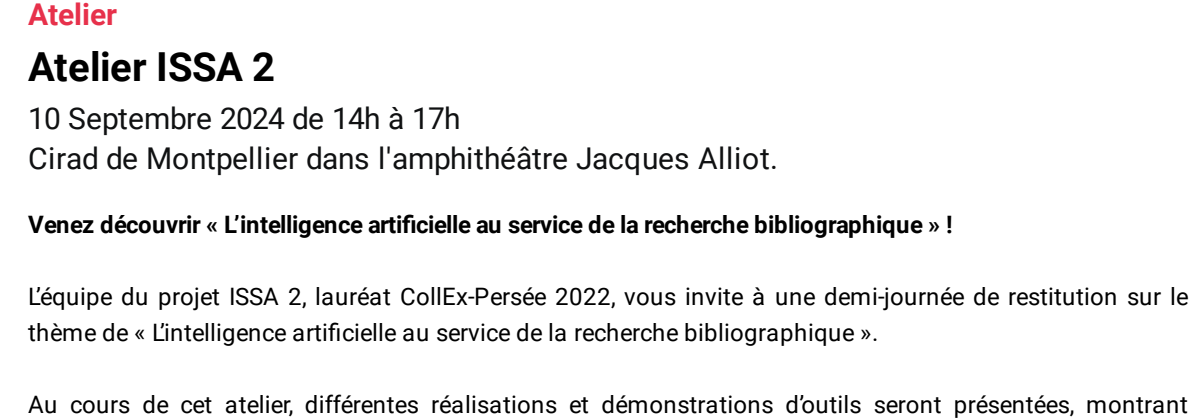 Atelier
Atelier ISSA 2
10 Septembre 2024 de 14h à 17h
Cirad de Montpellier dans l'amphithéâtre Jacques Alliot.
Venez découvrir « L’intelligence artificielle au service de la recherche bibliographique » !
L’équipe du projet ISSA 2, lauréat CollEx-Persée 2022, vous invite à une demi-journée de restitution sur le
thème de « L’intelligence artificielle au service de la recherche bibliographique ».
Au cours de cet atelier, différentes réalisations et démonstrations d’outils seront présentées, montrant